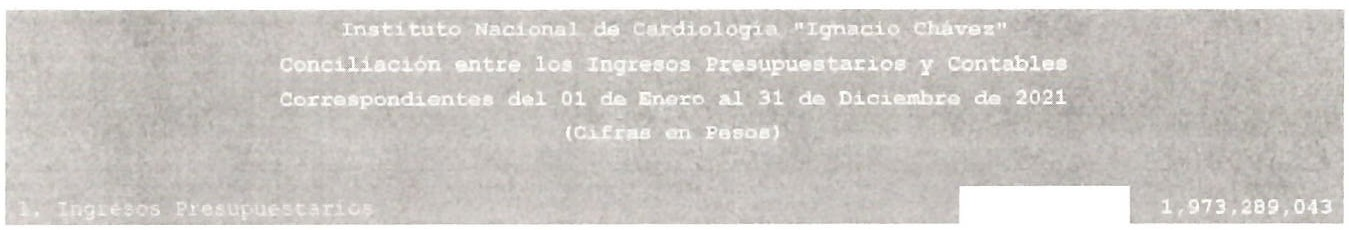 Instituto Nacional de Cardiología "Ignacio Chávez"
Conciliación entre los Ingresos Presupuestarios y Contables
Correspondientes del 01 de Enero al 31 de Diciembre de 2021
(Cifras en Pesos)
1. Ingresos Presupuestarios 1,973,289,043